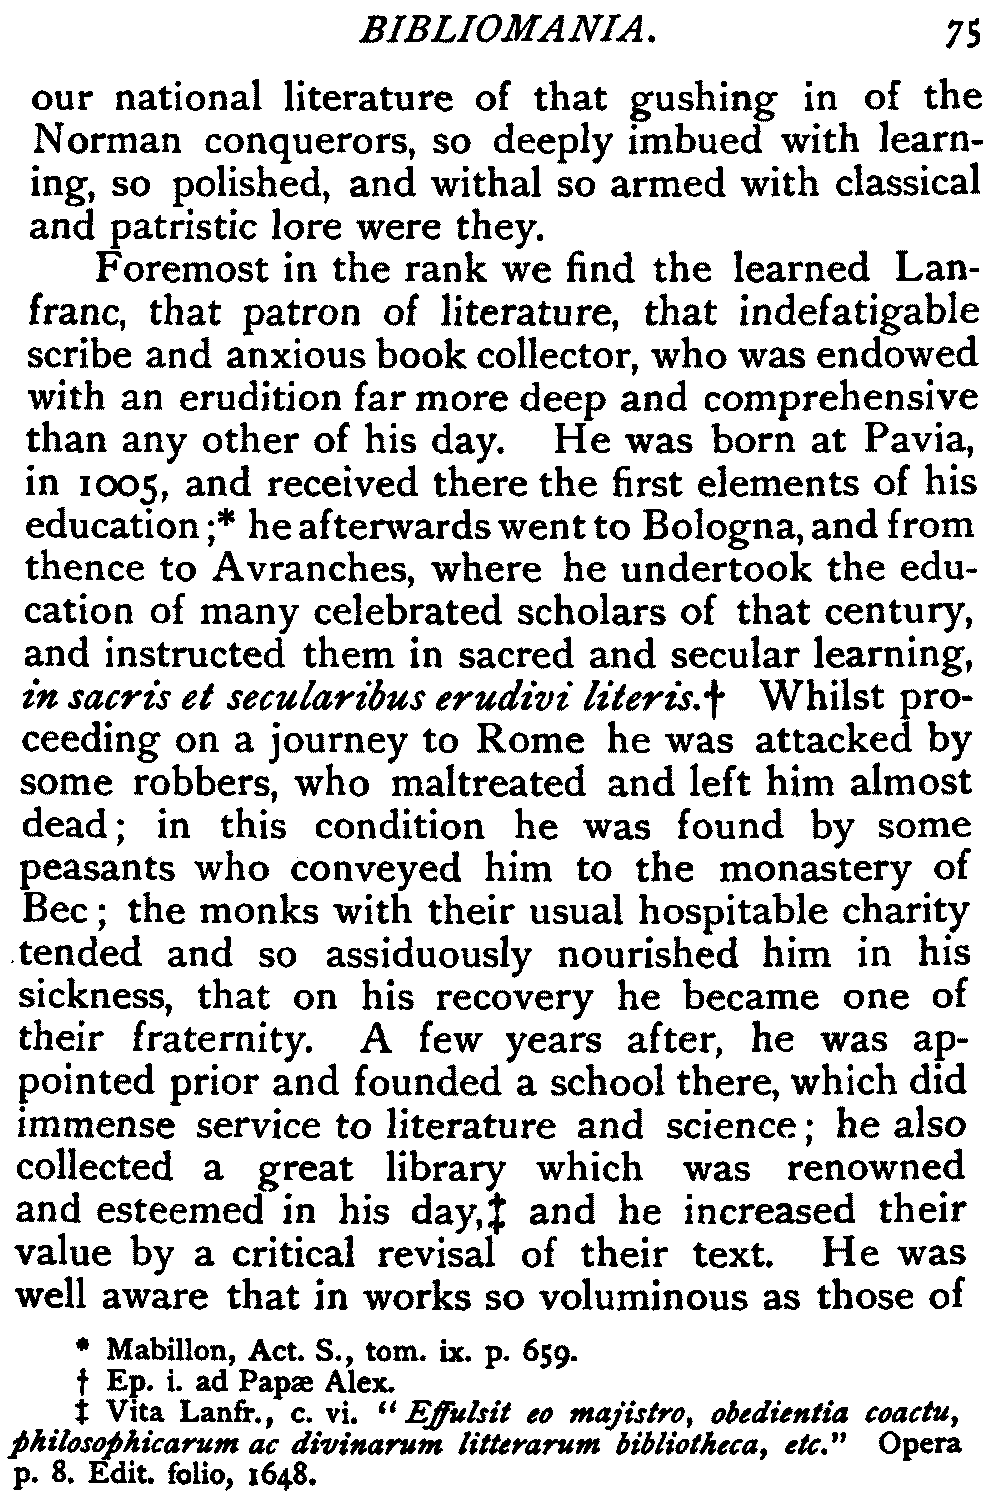 BIBLIOMANIA. 75
our national literature of that gushing in of the
Norman conquerors, so deeply imbued with learn-
ing, so polished, and withal so armed with classical
and patristic lore were they.
Foremost in the rank we find the learned Lan-
franc, that patron of literature, that indefatigable
scribe and anxious book collector, who was endowed
with an erudition far more deep and comprehensive
than any other of his day. He was born at Pavia,
in 1005, and received there the first elements of his
education ;* he afterwards went to Bologna, and from
thence to Avranches, where he undertook the edu-
cation of many celebrated scholars of that century,
and instructed them in sacred and secular learning,
in sacris et secularibus erudivi literis.† Whilst pro-
ceeding on a journey to Rome he was attacked by
some robbers, who maltreated and left him almost
dead; in this condition he was found by some
peasants who conveyed him to the monastery of
Bec; the monks with their usual hospitable charity
tended and so assiduously nourished him in his
sickness, that on his recovery he became one of
their fraternity. A few years after, he was ap-
pointed prior and founded a school there, which did
immense service to literature and science; he also
collected a great library which was renowned
and esteemed in his day,‡ and he increased their
value by a critical revisal of their text. He was
well aware that in works so voluminous as those of
* Mabillon, Act. S., tom. ix. p. 659.
† Ep. i. ad Papæ Alex.
‡ Vita Lanfr., c. vi. "Effulsit eo majistro, obedientia coactu,
philosophicarum ac divinarum litterarum bibliotheca, etc." Opera
p. 8. Edit. folio, 1648.